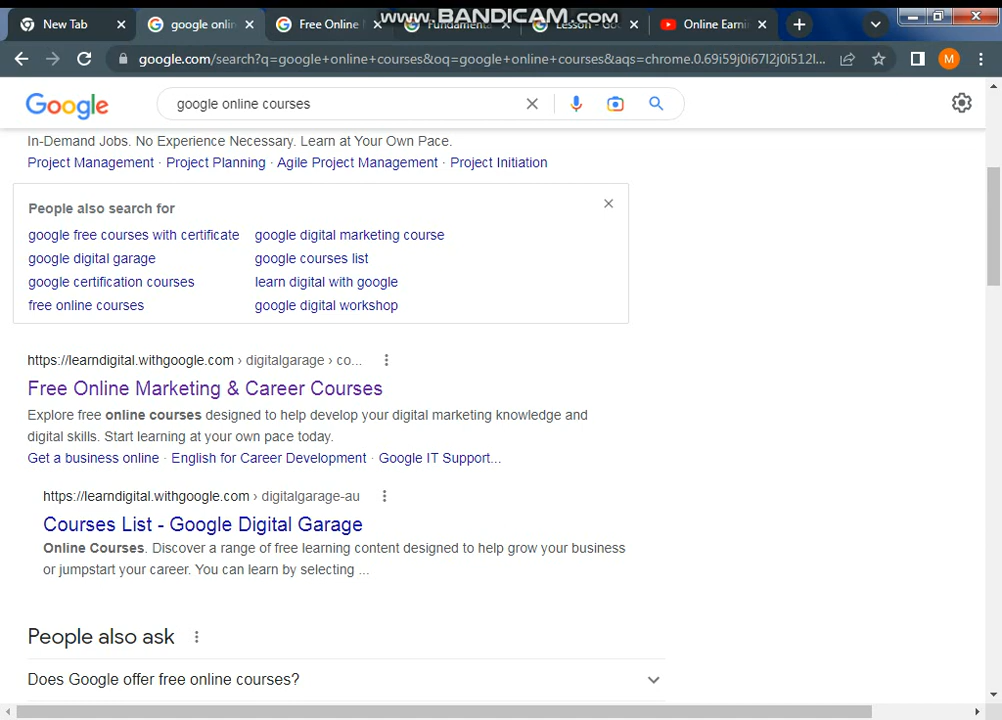 www.BANDICAM.com
New Tab
google onlin
Free Online
Fundamenta
Lesson - Go
Online Earni
google.com/search?q=google+online+courses&oq=google+online+courses&aqs=chrome.0.69i59j0i67l2j0i512l...
M
Google
google online courses
In-Demand Jobs. No Experience Necessary. Learn at Your Own Pace.
Project Management · Project Planning · Agile Project Management · Project Initiation
People also search for
google free courses with certificate google digital marketing course
google digital garage google courses list
google certification courses learn digital with google
free online courses google digital workshop
https://learndigital.withgoogle.com › digitalgarage › co...
Free Online Marketing & Career Courses
Explore free online courses designed to help develop your digital marketing knowledge and
digital skills. Start learning at your own pace today.
Get a business online · English for Career Development · Google IT Support...
https://learndigital.withgoogle.com › digitalgarage-au
Courses List - Google Digital Garage
Online Courses. Discover a range of free learning content designed to help grow your business
or jumpstart your career. You can learn by selecting ...
People also ask
Does Google offer free online courses?